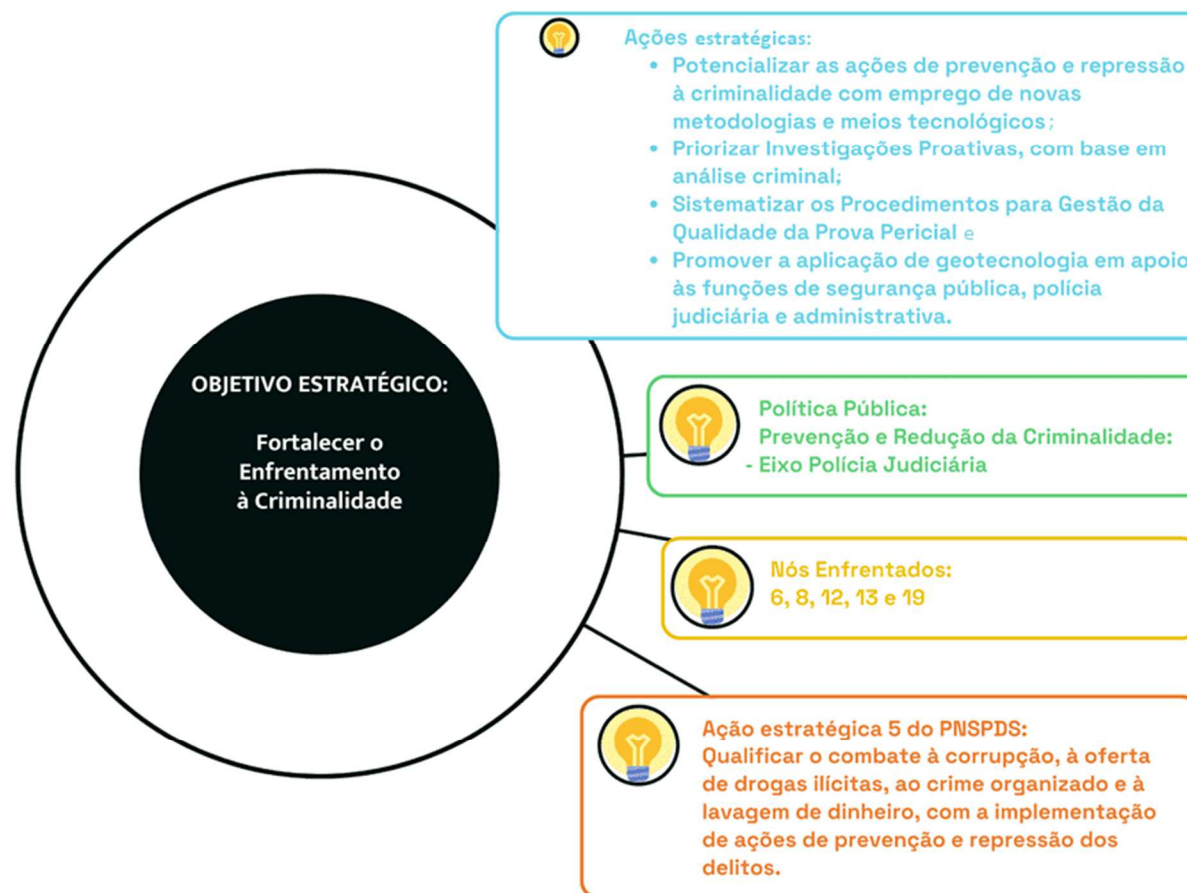 Ações estratégicas:
• Potencializar as ações de prevenção e repressão
à criminalidade com emprego de novas
metodologias e meios tecnológicos;
• Priorizar Investigações Proativas, com base em
análise criminal;
• Sistematizar os Procedimentos para Gestão da
Qualidade da Prova Pericial e
• Promover a aplicação de geotecnologia em apoio
às funções de segurança pública, polícia
judiciária e administrativa.
OBJETIVO ESTRATÉGICO:
Fortalecer o
Enfrentamento
à Criminalidade
Política Pública:
Prevenção e Redução da Criminalidade:
- Eixo Polícia Judiciária
Nós Enfrentados:
6, 8, 12, 13 e 19
Ação estratégica 5 do PNSPDS:
Qualificar o combate à corrupção, à oferta
de drogas ilícitas, ao crime organizado e à
lavagem de dinheiro, com a implementação
de ações de prevenção e repressão dos
delitos.